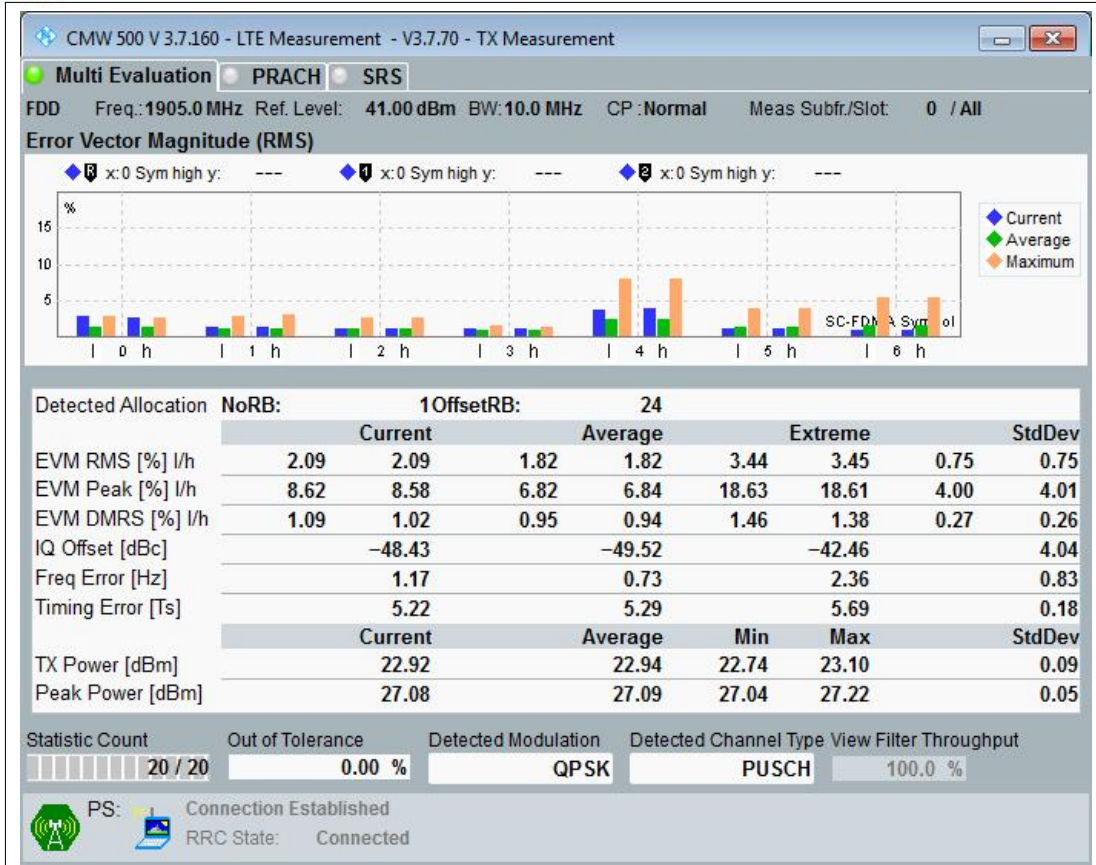 CMW 500 V 3.7.160 - LTE Measurement - V3.7.70 - TX Measurement
Multi Evaluation PRACH SRS
FDD Freq.: 1905.0 MHz Ref. Level: 41.00 dBm BW: 10.0 MHz CP : Normal Meas Subfr./Slot: 0 / All
Error Vector Magnitude (RMS)
R x: 0 Sym high y: --- 1 x: 0 Sym high y: --- 2 x: 0 Sym high y: ---
%
15
10
5
Current
Average
Maximum
SC-FDMA Symbol
l 0 h l 1 h l 2 h l 3 h l 4 h l 5 h l 6 h
Detected Allocation NoRB: 1 OffsetRB: 24
Current Average Extreme StdDev
EVM RMS [%] l/h 2.09 2.09 1.82 1.82 3.44 3.45 0.75 0.75
EVM Peak [%] l/h 8.62 8.58 6.82 6.84 18.63 18.61 4.00 4.01
EVM DMRS [%] l/h 1.09 1.02 0.95 0.94 1.46 1.38 0.27 0.26
IQ Offset [dBc] −48.43 −49.52 −42.46 4.04
Freq Error [Hz] 1.17 0.73 2.36 0.83
Timing Error [Ts] 5.22 5.29 5.69 0.18
Current Average Min Max StdDev
TX Power [dBm] 22.92 22.94 22.74 23.10 0.09
Peak Power [dBm] 27.08 27.09 27.04 27.22 0.05
Statistic Count Out of Tolerance Detected Modulation Detected Channel Type View Filter Throughput
20 / 20 0.00 % QPSK PUSCH 100.0 %
PS: Connection Established
RRC State: Connected